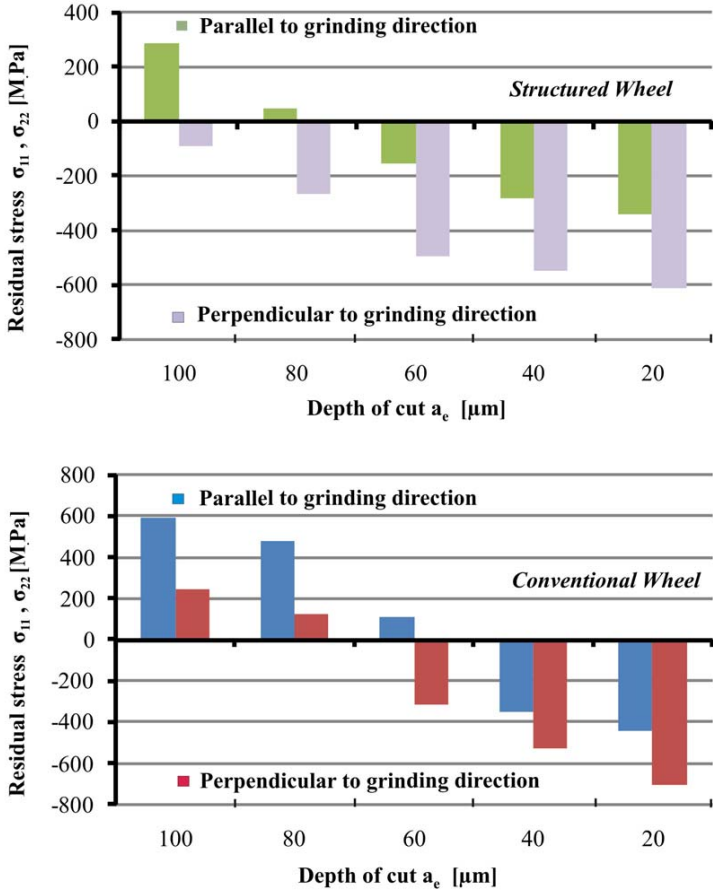 400
Parallel to grinding direction
200
Structured Wheel
0
-200
-400
-600
Perpendicular to grinding direction
-800
Residual stress σ11 , σ22 [M.Pa]
100 80 60 40 20
Depth of cut ae [µm]
800
600
Parallel to grinding direction
400
Conventional Wheel
200
0
-200
-400
-600
Perpendicular to grinding direction
-800
Residual stress σ11 , σ22 [M.Pa]
100 80 60 40 20
Depth of cut ae [µm]